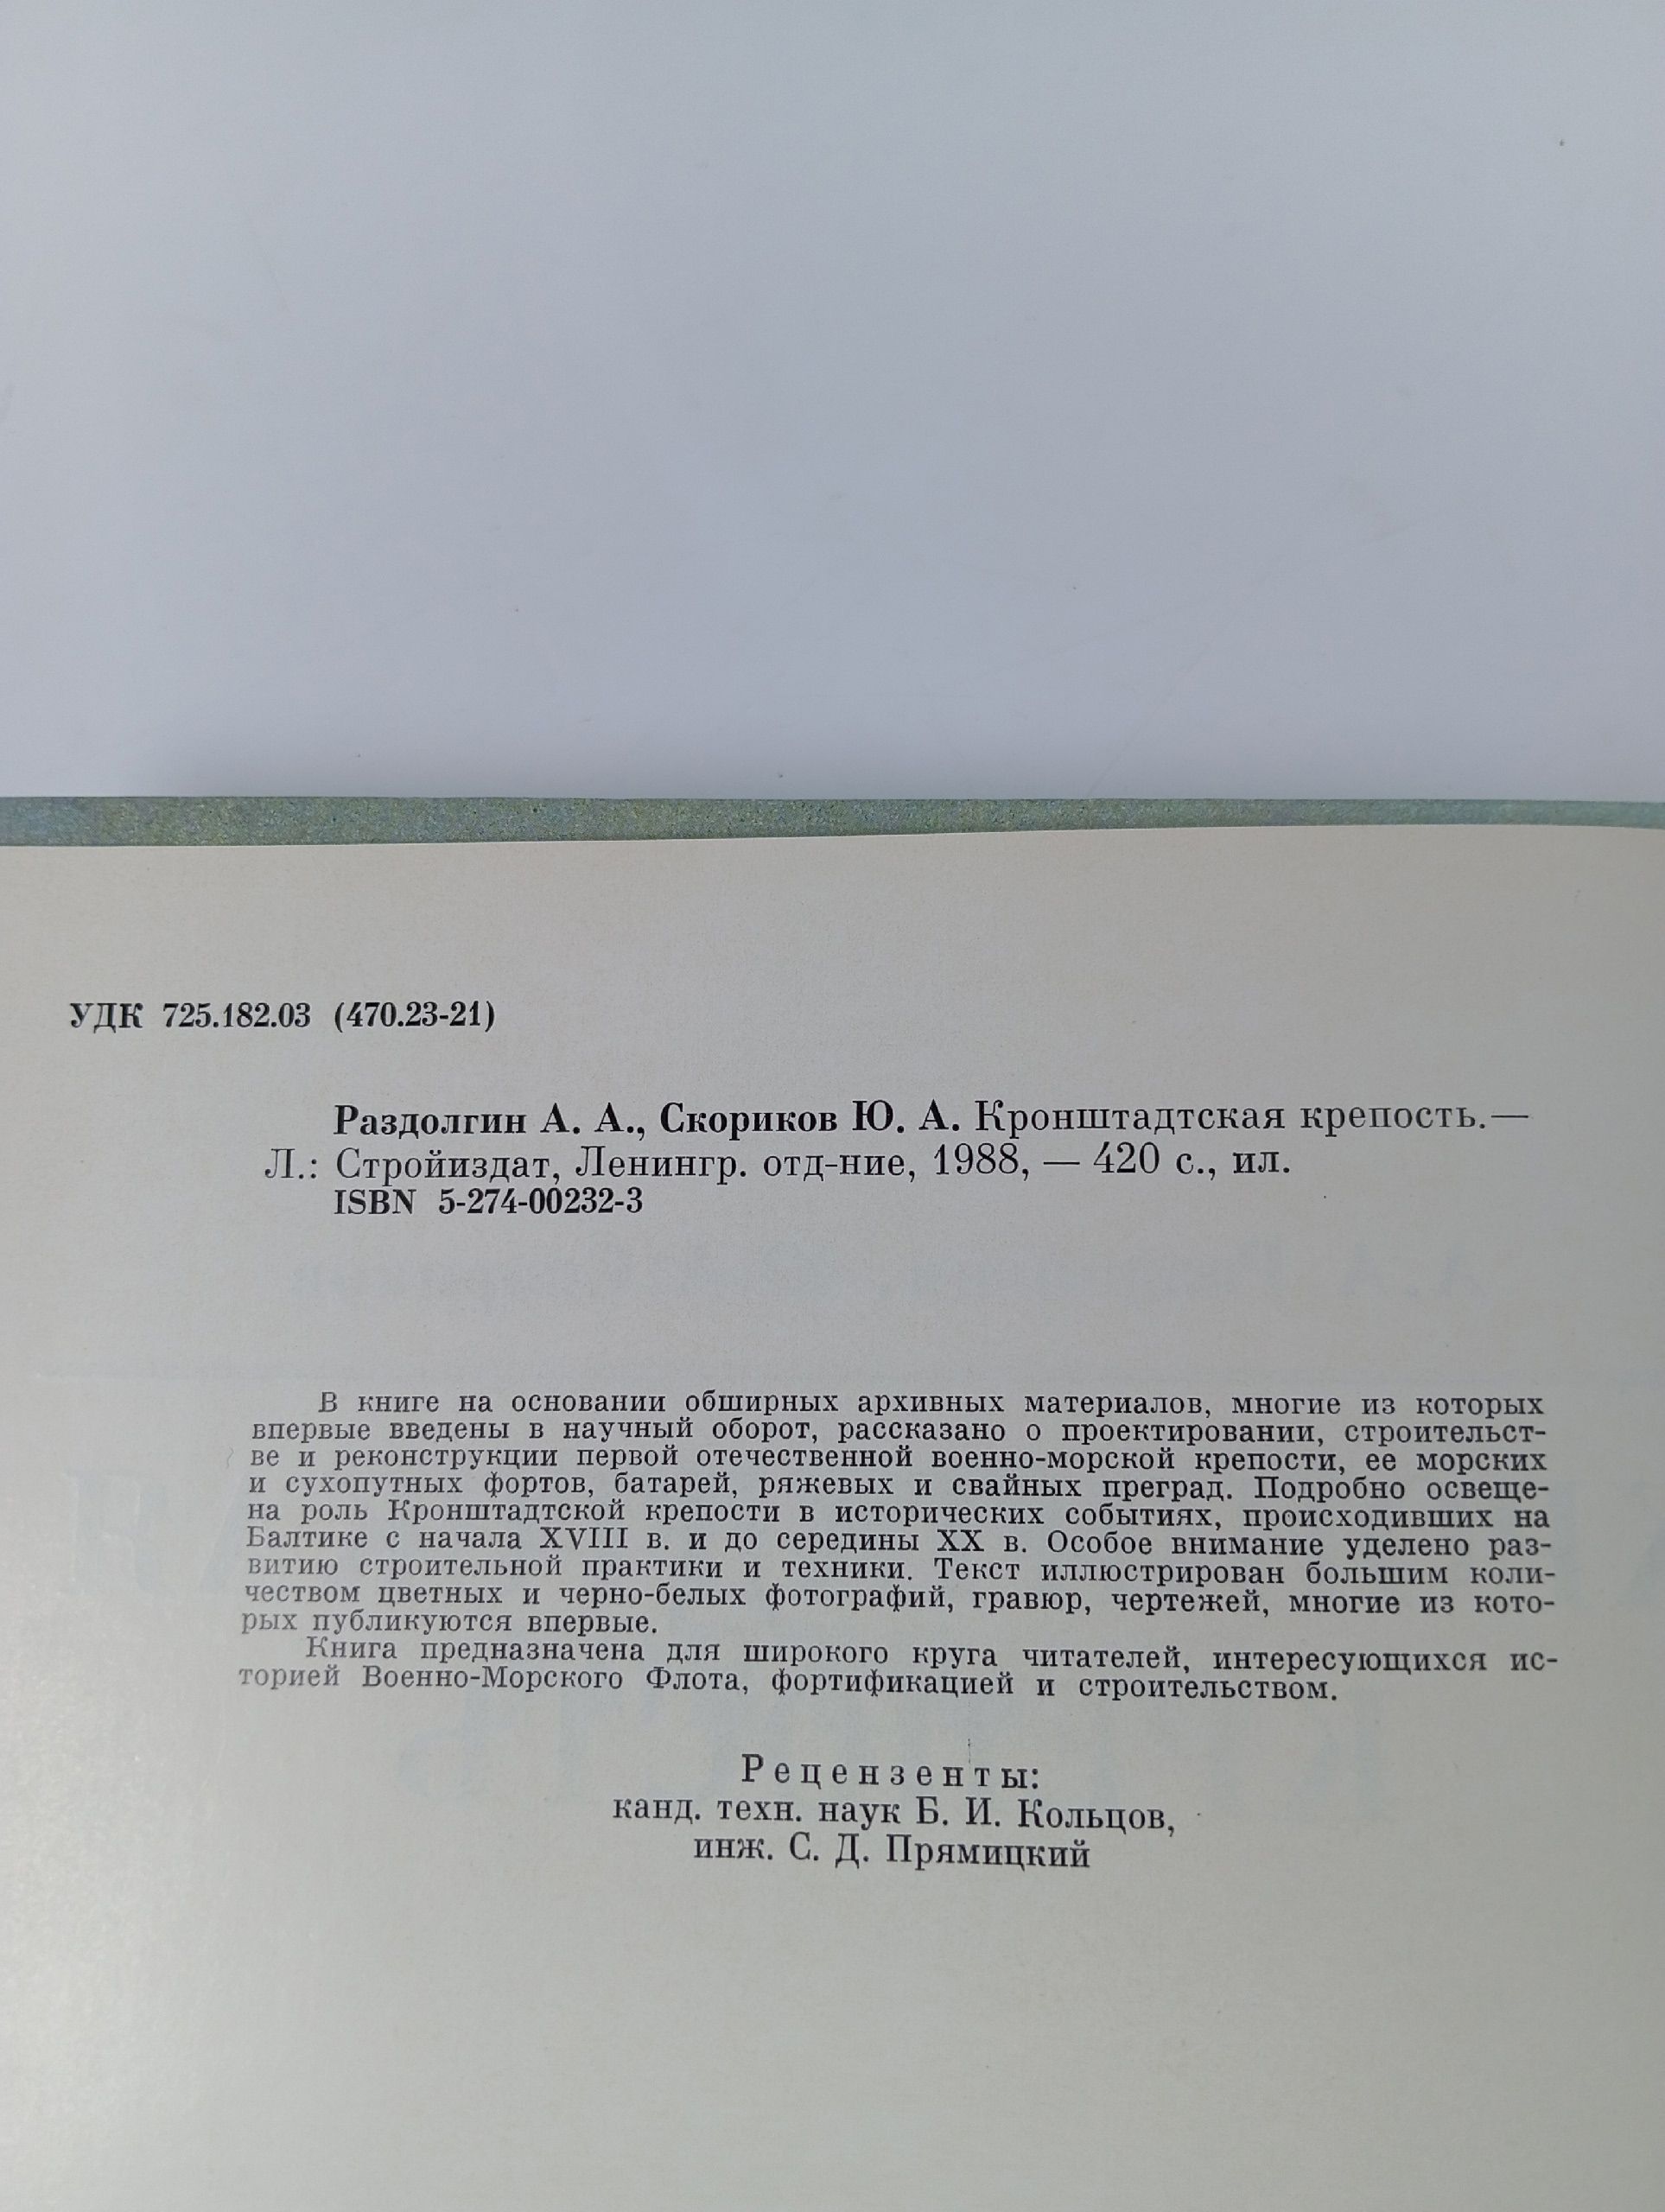 УДК 725.182.03 (470.23-21)
Раздолгин А. А., Скориков Ю. А. Кронштадтская крепость.—
Л.: Стройиздат, Ленингр. отд-ние, 1988, — 420 с., ил.
ISBN 5-274-00232-3
В книге на основании обширных архивных материалов, многие из которых
впервые введены в научный оборот, рассказано о проектировании, строительст-
ве и реконструкции первой отечественной военно-морской крепости, ее морских
и сухопутных фортов, батарей, ряжевых и свайных преград. Подробно освеще-
на роль Кронштадтской крепости в исторических событиях, происходивших на
Балтике с начала XVIII в. и до середины XX в. Особое внимание уделено раз-
витию строительной практики и техники. Текст иллюстрирован большим коли-
чеством цветных и черно-белых фотографий, гравюр, чертежей, многие из кото-
рых публикуются впервые.
Книга предназначена для широкого круга читателей, интересующихся ис-
торией Военно-Морского Флота, фортификацией и строительством.
Рецензенты:
канд. техн. наук Б. И. Кольцов,
инж. С. Д. Прямицкий